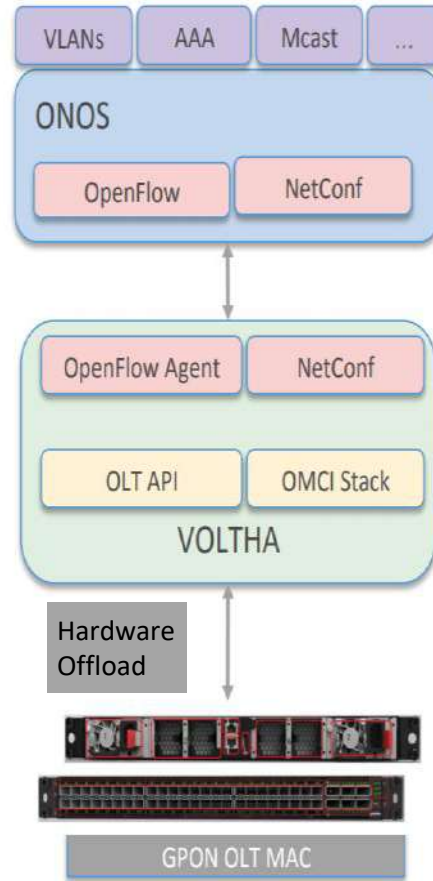 VLANs
AAA
Mcast
...
ONOS
OpenFlow
NetConf
OpenFlow Agent
NetConf
OLT API
OMCI Stack
VOLTHA
Hardware
Offload
GPON OLT MAC